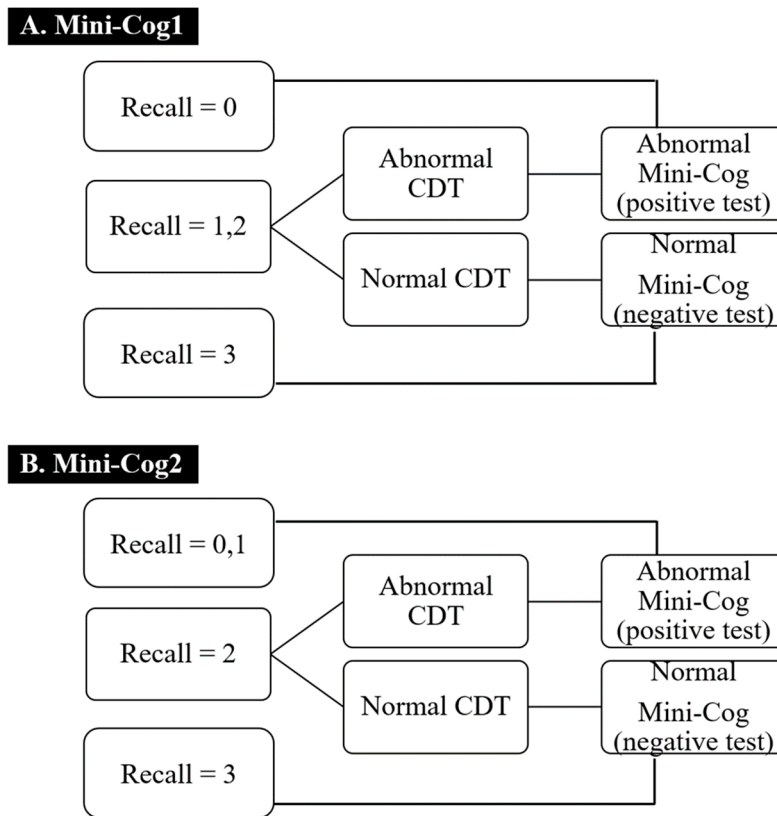 A. Mini-Cog1
Recall = 0
Recall = 1,2
Recall = 3
Abnormal
CDT
Normal CDT
Abnormal
Mini-Cog
(positive test)
Normal
Mini-Cog
(negative test)
B. Mini-Cog2
Recall = 0,1
Recall = 2
Recall = 3
Abnormal
CDT
Normal CDT
Abnormal
Mini-Cog
(positive test)
Normal
Mini-Cog
(negative test)